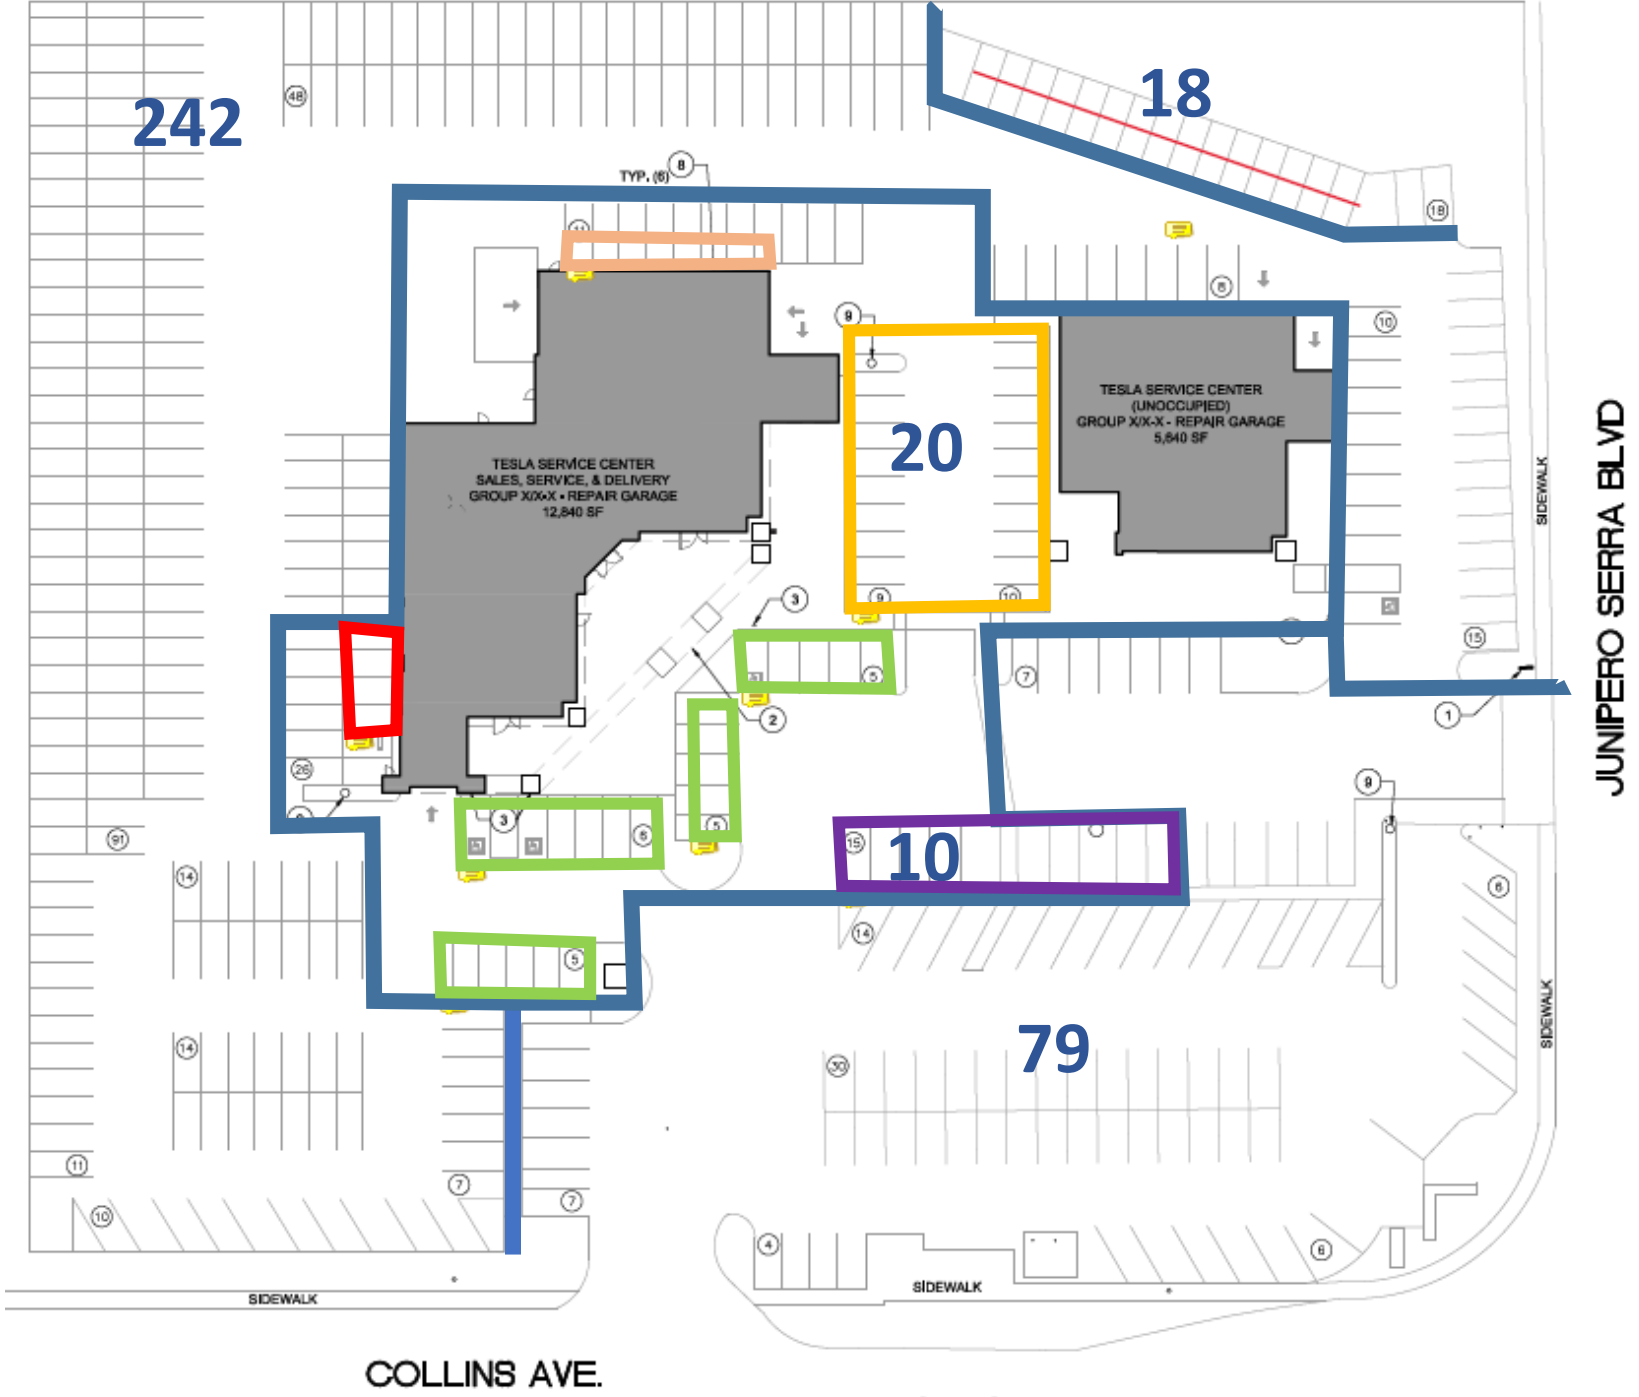 18
242
48
8
TYP. (6)
11
18
8
9
10
TESLA SERVICE CENTER
(UNOCCUPIED)
GROUP X/X-X - REPAIR GARAGE
5,640 SF
20
TESLA SERVICE CENTER
SALES, SERVICE, & DELIVERY
GROUP X/X-X - REPAIR GARAGE
12,840 SF
SIDEWALK
JUNIPERO SERRA BLVD
9
10
3
15
5
7
2
1
26
9
3
6
5
91
15
10
14
6
14
5
SIDEWALK
14
79
30
11
7
7
10
4
6
SIDEWALK
SIDEWALK
COLLINS AVE.